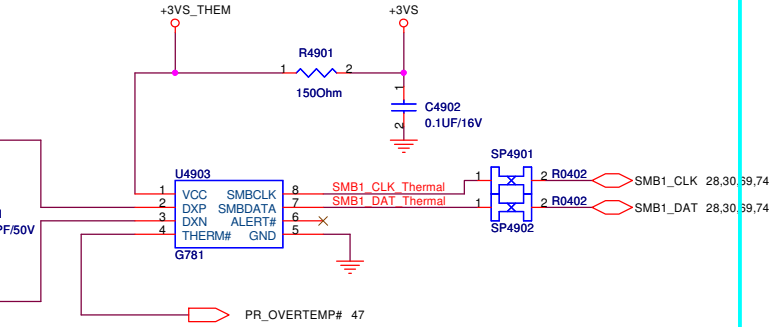 +3VS_THEM
+3VS
R4901
1 2
150Ohm
1
C4902
2
0.1UF/16V
SP4901
U4903
1 VCC SMBCLK 8 SMB1_CLK_Thermal 1 2 R0402 SMB1_CLK 28,30,69,74
2 DXP SMBDATA 7 SMB1_DAT_Thermal 1 2 R0402 SMB1_DAT 28,30,69,74
3 DXN ALERT# 6
4 THERM# GND 5
SP4902
PF/50V
G781
PR_OVERTEMP# 47